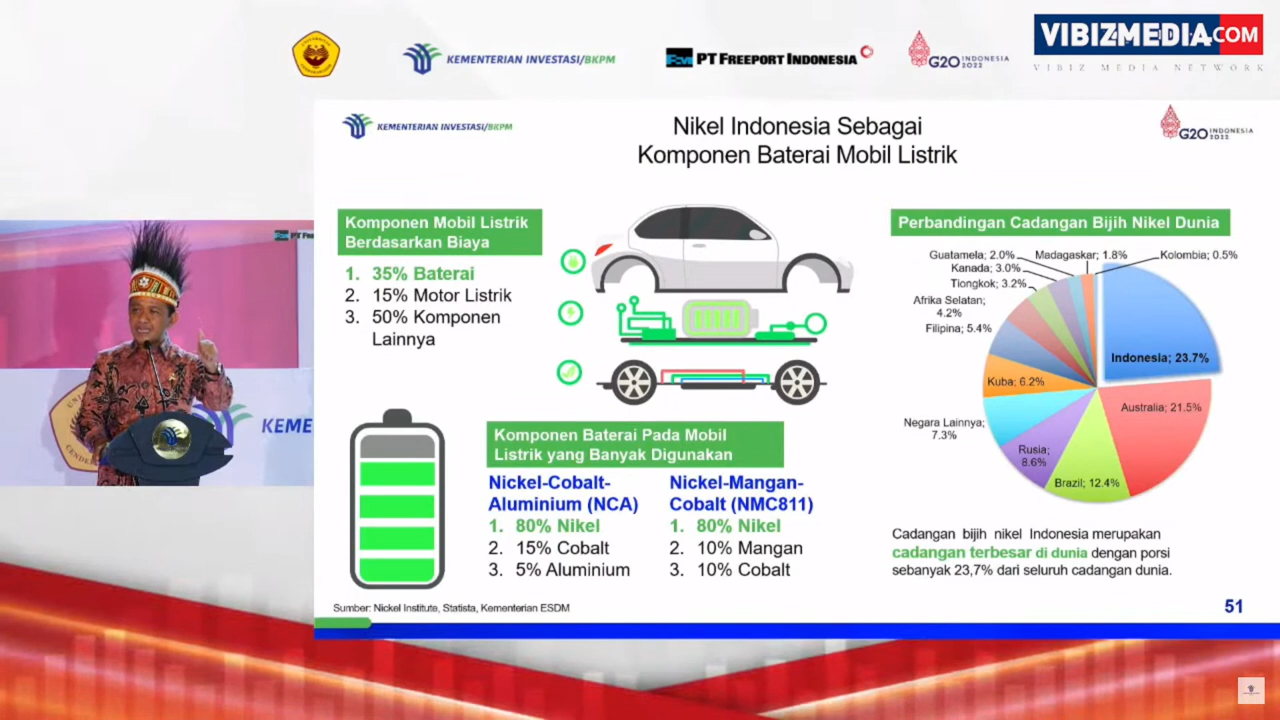 KEMENTERIAN INVESTASI/BKPM
PT FREEPORT INDONESIA
G20 INDONESIA 2022
VIBIZMEDIA.COM
VIBIZ MEDIA NETWORK
KEMENTERIAN INVESTASI/BKPM
Nikel Indonesia Sebagai
Komponen Baterai Mobil Listrik
G20 INDONESIA 2022
Komponen Mobil Listrik
Berdasarkan Biaya
1. 35% Baterai
2. 15% Motor Listrik
3. 50% Komponen
Lainnya
Perbandingan Cadangan Bijih Nikel Dunia
Guatamela; 2.0%
Madagaskar; 1.8%
Kolombia; 0.5%
Kanada; 3.0%
Tiongkok; 3.2%
Afrika Selatan;
4.2%
Filipina; 5.4%
Indonesia; 23.7%
Kuba; 6.2%
Australia; 21.5%
Negara Lainnya;
7.3%
Rusia;
8.6%
Brazil; 12.4%
Komponen Baterai Pada Mobil
Listrik yang Banyak Digunakan
Nickel-Cobalt-
Aluminium (NCA)
1. 80% Nikel
2. 15% Cobalt
3. 5% Aluminium
Nickel-Mangan-
Cobalt (NMC811)
1. 80% Nikel
2. 10% Mangan
3. 10% Cobalt
Cadangan bijih nikel Indonesia merupakan
cadangan terbesar di dunia dengan porsi
sebanyak 23,7% dari seluruh cadangan dunia.
Sumber: Nickel Institute, Statista, Kementerian ESDM
51
KEME